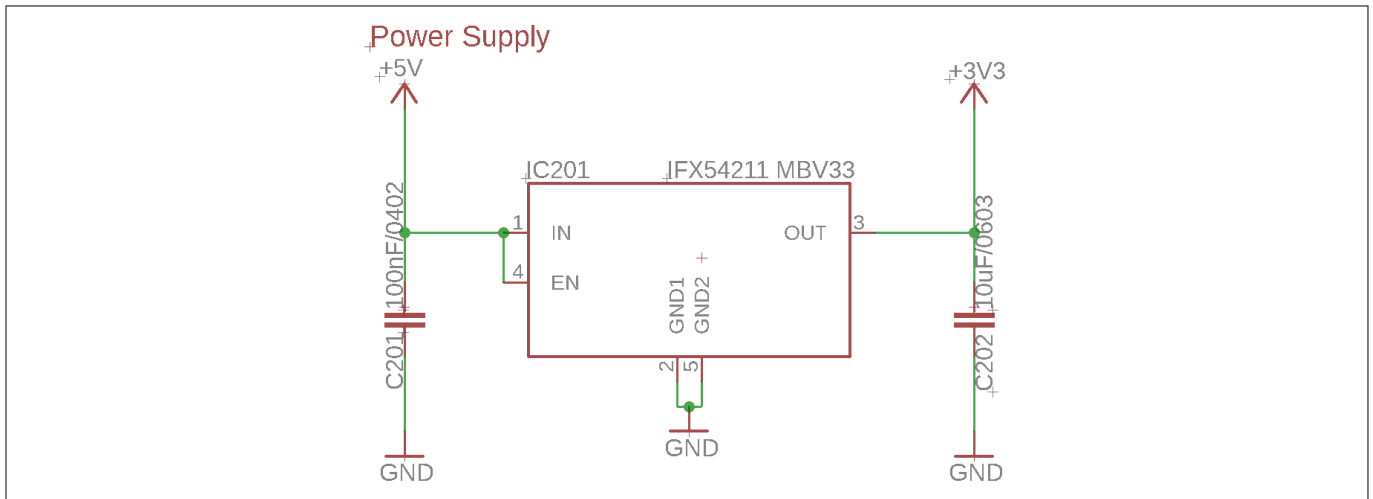 Power Supply
+5V
+3V3
IC201
IFX54211 MBV33
100nF/0402
C201
1
IN
4
EN
OUT
3
GND1
GND2
2
5
10uF/0603
C202
GND
GND
GND